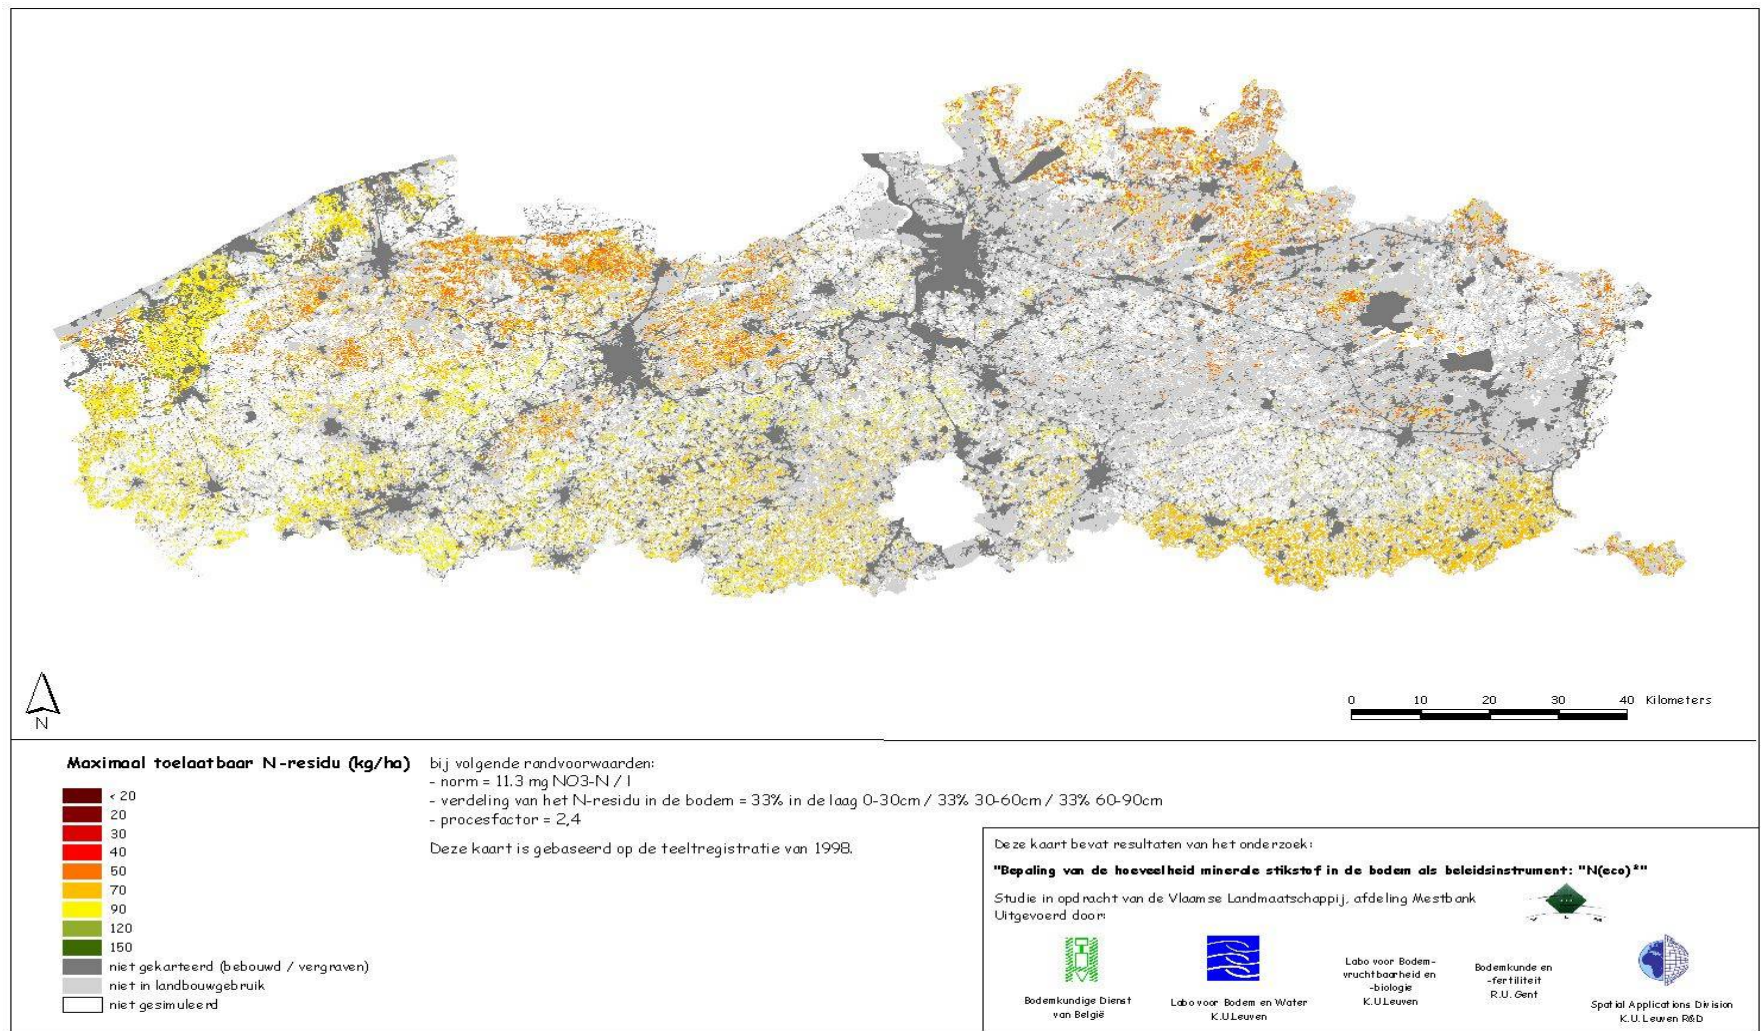 N
0 10 20 30 40 Kilometers
Maximaal toelaatbaar N-residu (kg/ha)
< 20
20
30
40
50
70
90
120
150
niet gekarteerd (bebouwd / vergraven)
niet in landbouwgebruik
niet gesimuleerd
bij volgende randvoorwaarden:
- norm = 11.3 mg NO3-N / l
- verdeling van het N-residu in de bodem = 33% in de laag 0-30cm / 33% 30-60cm / 33% 60-90cm
- procesfactor = 2,4
Deze kaart is gebaseerd op de teeltregistratie van 1998.
Deze kaart bevat resultaten van het onderzoek:
"Bepaling van de hoeveelheid minerale stikstof in de bodem als beleidsinstrument: "N(eco)²"
Studie in opdracht van de Vlaamse Landmaatschappij, afdeling Mestbank
Uitgevoerd door:
Bodemkundige Dienst
van België
Labo voor Bodem en Water
K.U.Leuven
Labo voor Bodem-
vruchtbaarheid en
-biologie
K.U.Leuven
Bodemkunde en
-fertiliteit
R.U. Gent
Spatial Applications Division
K.U. Leuven R&D